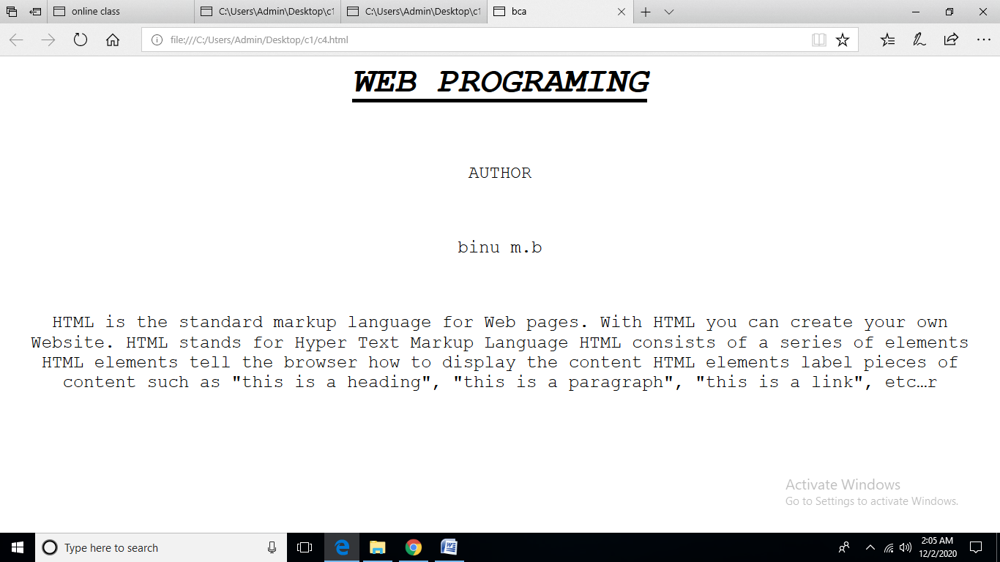 online class
C:\Users\Admin\Desktop\c1
C:\Users\Admin\Desktop\c1
bca
file:///C:/Users/Admin/Desktop/c1/c4.html
WEB PROGRAMING
AUTHOR
binu m.b
HTML is the standard markup language for Web pages. With HTML you can create your own
Website. HTML stands for Hyper Text Markup Language HTML consists of a series of elements
HTML elements tell the browser how to display the content HTML elements label pieces of
content such as "this is a heading", "this is a paragraph", "this is a link", etc…r
Activate Windows
Go to Settings to activate Windows.
Type here to search
2:05 AM
12/2/2020